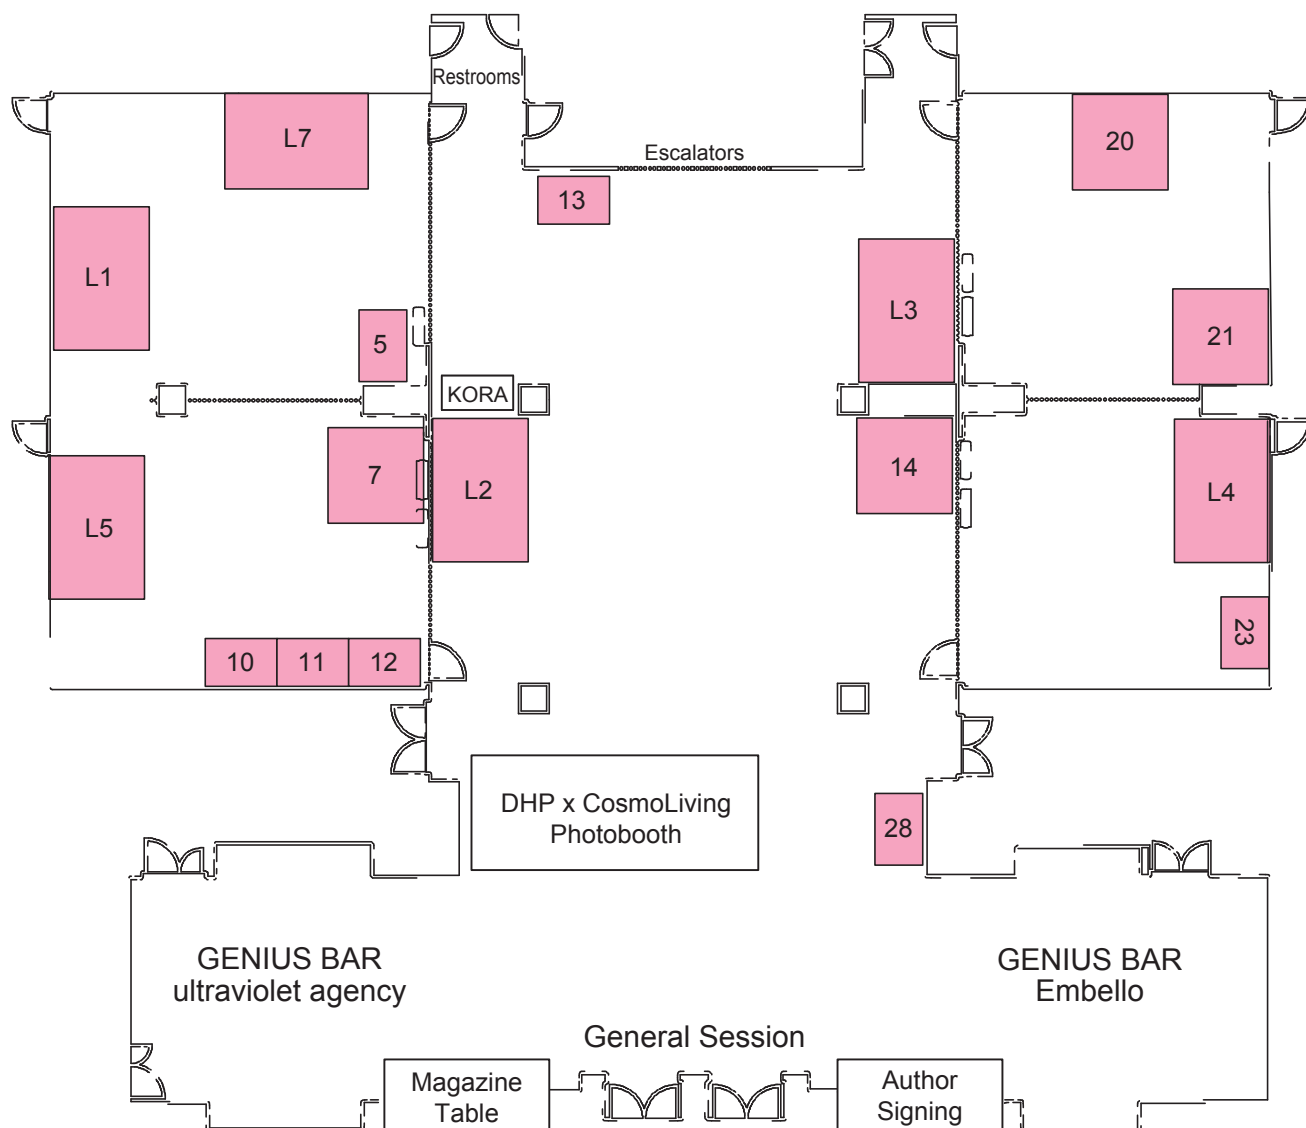 Restrooms
L7
Escalators
20
13
L1
L3
5
21
KORA
7
L2
14
L5
L4
23
10
11
12
DHP x CosmoLiving
Photobooth
28
GENIUS BAR
ultraviolet agency
GENIUS BAR
Embello
General Session
Magazine
Table
Author
Signing